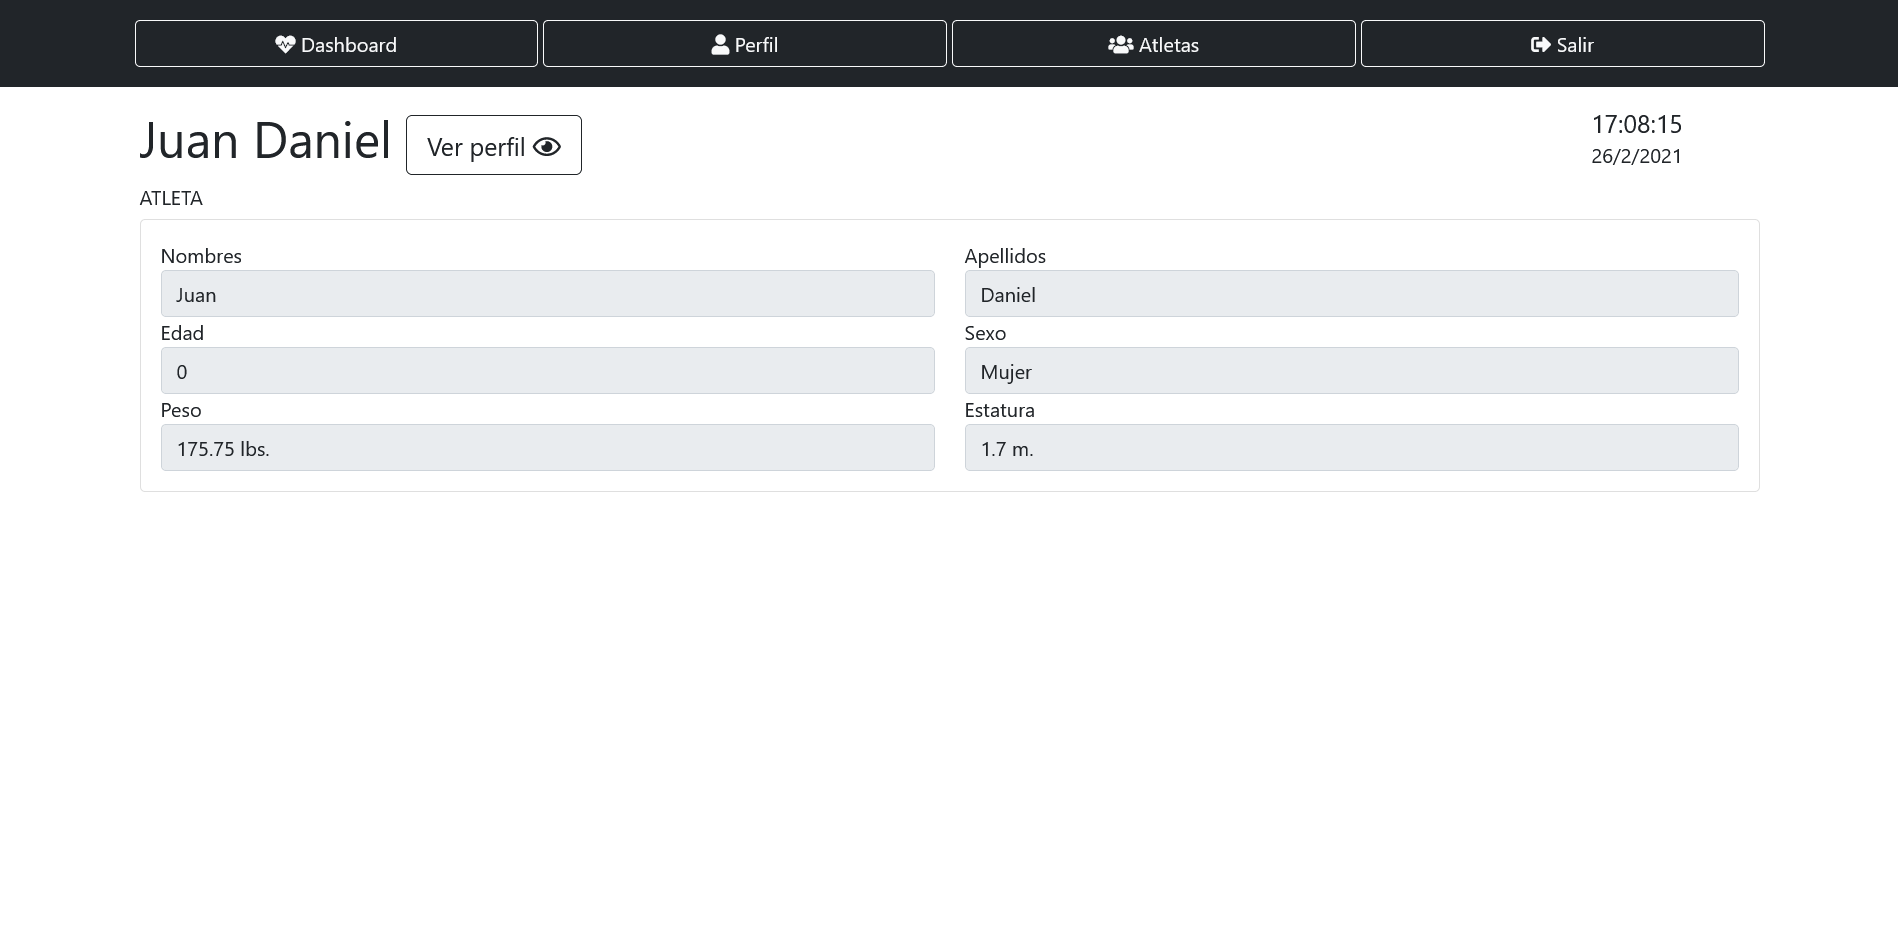 Dashboard Perfil Atletas Salir
Juan Daniel Ver perfil
17:08:15
26/2/2021
ATLETA
Nombres Apellidos
Juan Daniel
Edad Sexo
0 Mujer
Peso Estatura
175.75 lbs. 1.7 m.